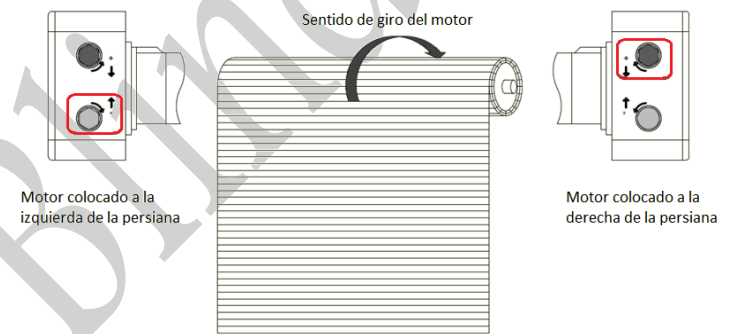 Sentido de giro del motor
+
-
+
-
Motor colocado a la
izquierda de la persiana
Motor colocado a la
derecha de la persiana